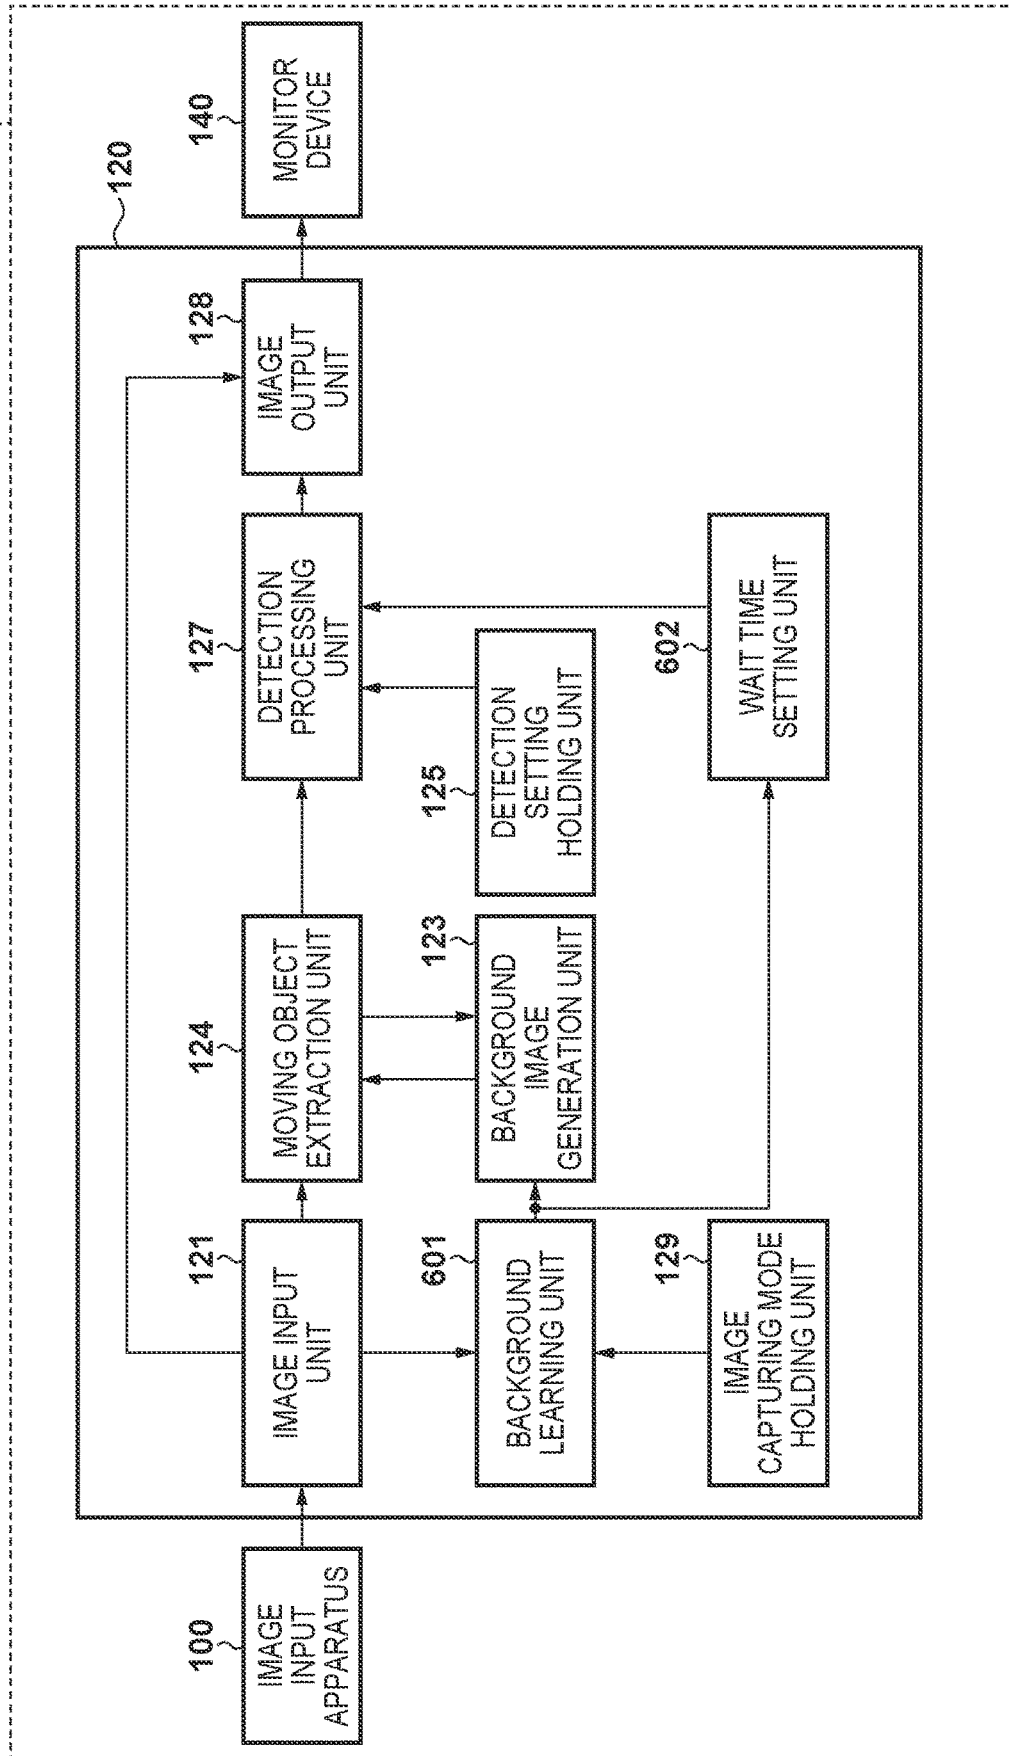 120
100
IMAGE
INPUT
APPARATUS
121
IMAGE INPUT
UNIT
124
MOVING OBJECT
EXTRACTION UNIT
127
DETECTION
PROCESSING
UNIT
128
IMAGE
OUTPUT
UNIT
140
MONITOR
DEVICE
601
BACKGROUND
LEARNING UNIT
123
BACKGROUND
IMAGE
GENERATION UNIT
125
DETECTION
SETTING
HOLDING UNIT
129
IMAGE
CAPTURING MODE
HOLDING UNIT
602
WAIT TIME
SETTING UNIT